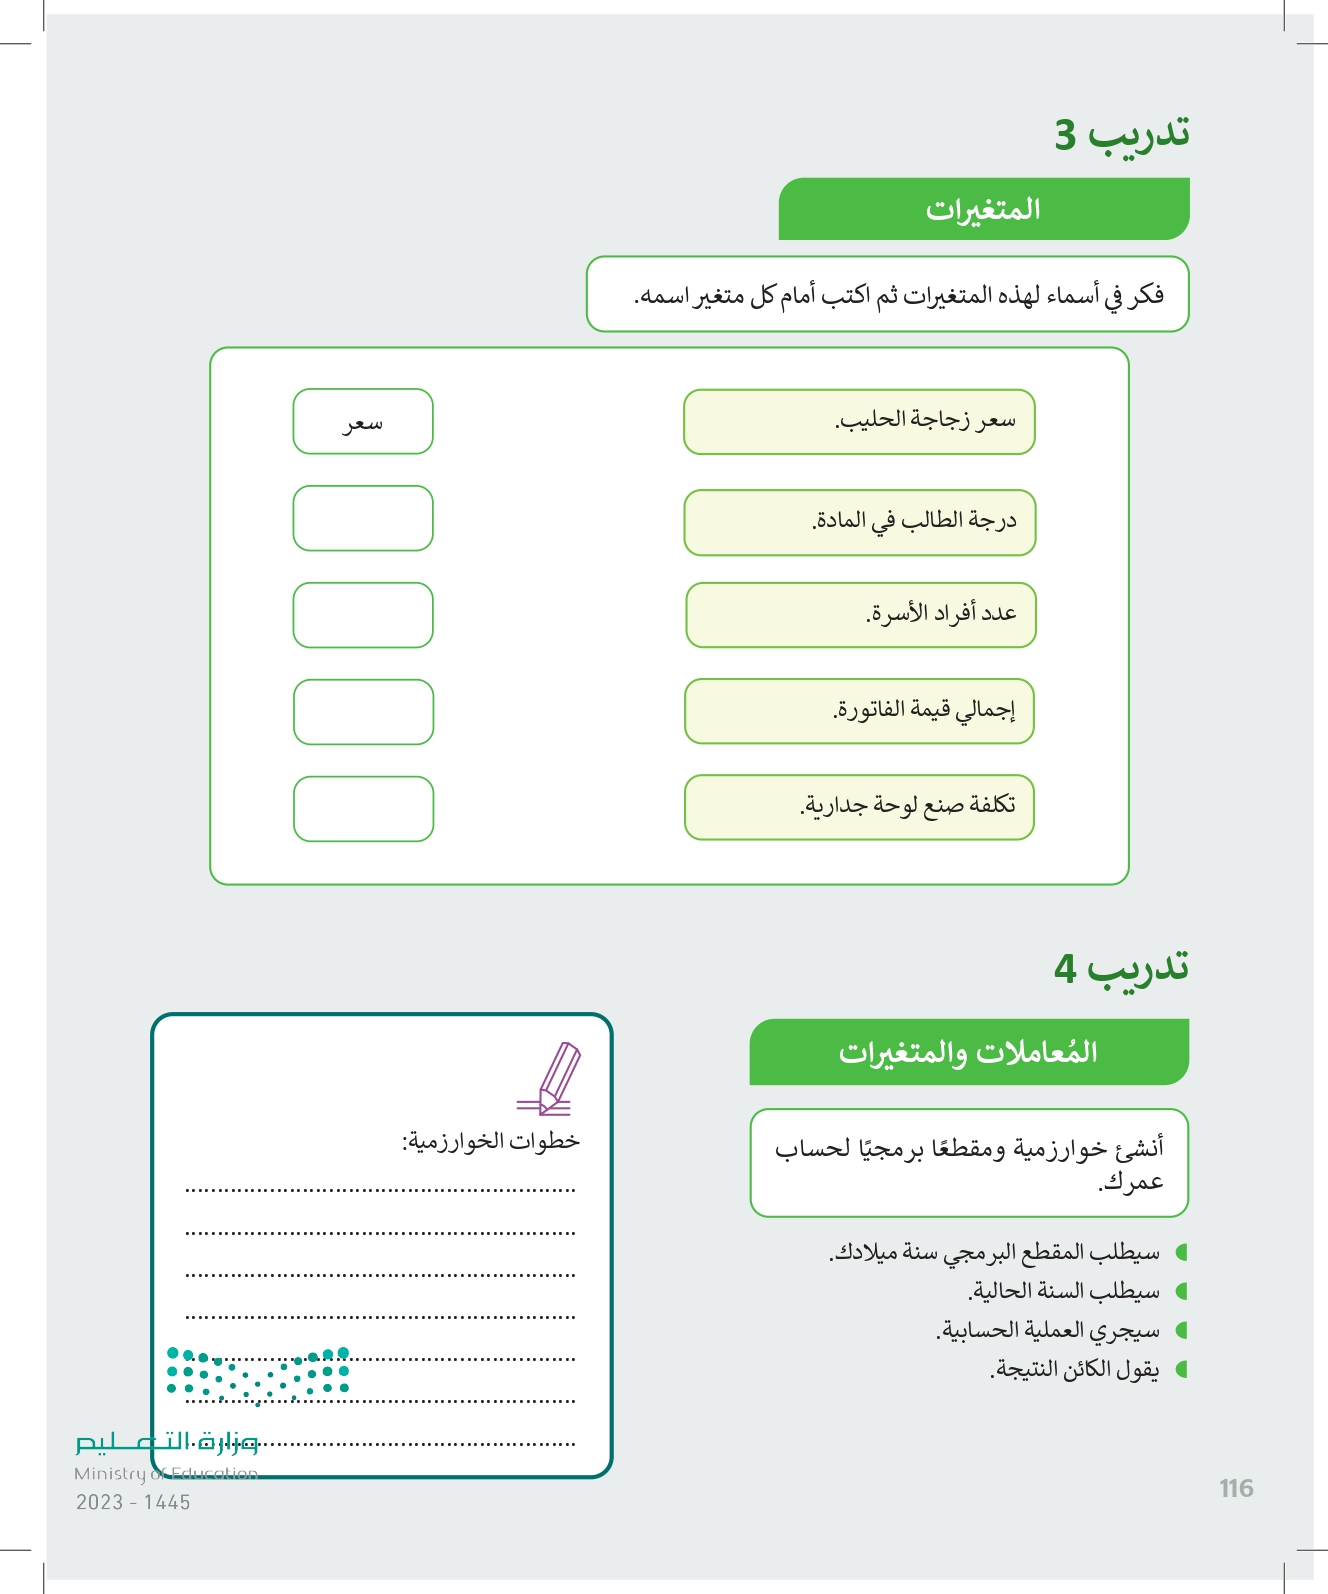 تدريب 3
المتغيرات
فكر في أسماء لهذه المتغيرات ثم اكتب أمام كل متغير اسمه.
سعر زجاجة الحليب.
سعر
درجة الطالب في المادة.
عدد أفراد الأسرة.
إجمالي قيمة الفاتورة.
تكلفة صنع لوحة جدارية.
تدريب 4
المُعاملات والمتغيرات
أنشئ خوارزمية ومقطعًا برمجيًا لحساب
عمرك.
سيطلب المقطع البرمجي سنة ميلادك.
سيطلب السنة الحالية.
سيجري العملية الحسابية.
يقول الكائن النتيجة.
خطوات الخوارزمية:
وزارة التعليم
Ministry of Education
2023 - 1445
116